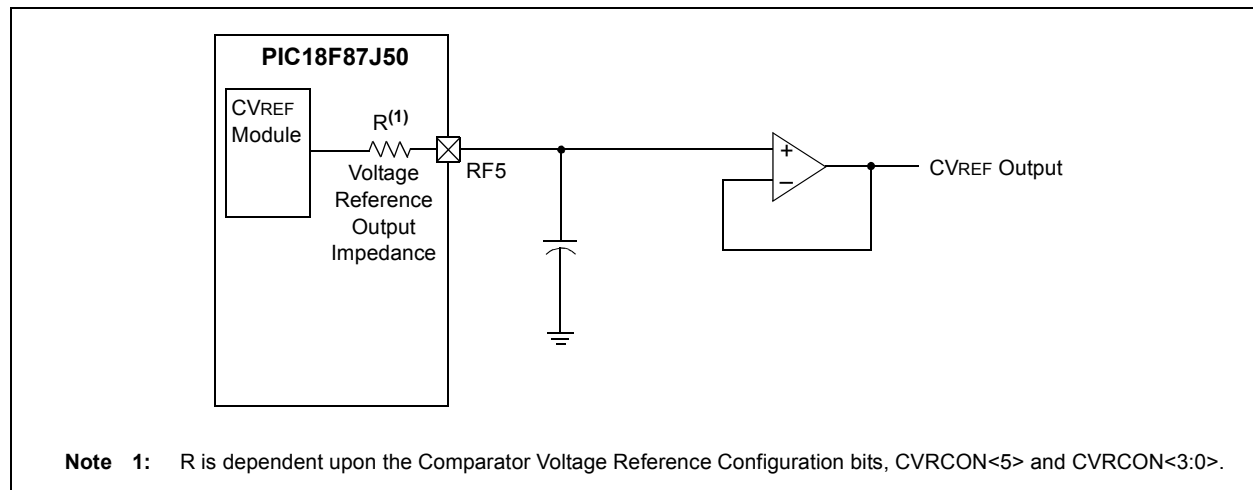 PIC18F87J50
CVREF
Module
R(1)
Voltage
Reference
Output
Impedance
RF5
+
–
CVREF Output
Note 1: R is dependent upon the Comparator Voltage Reference Configuration bits, CVRCON<5> and CVRCON<3:0>.